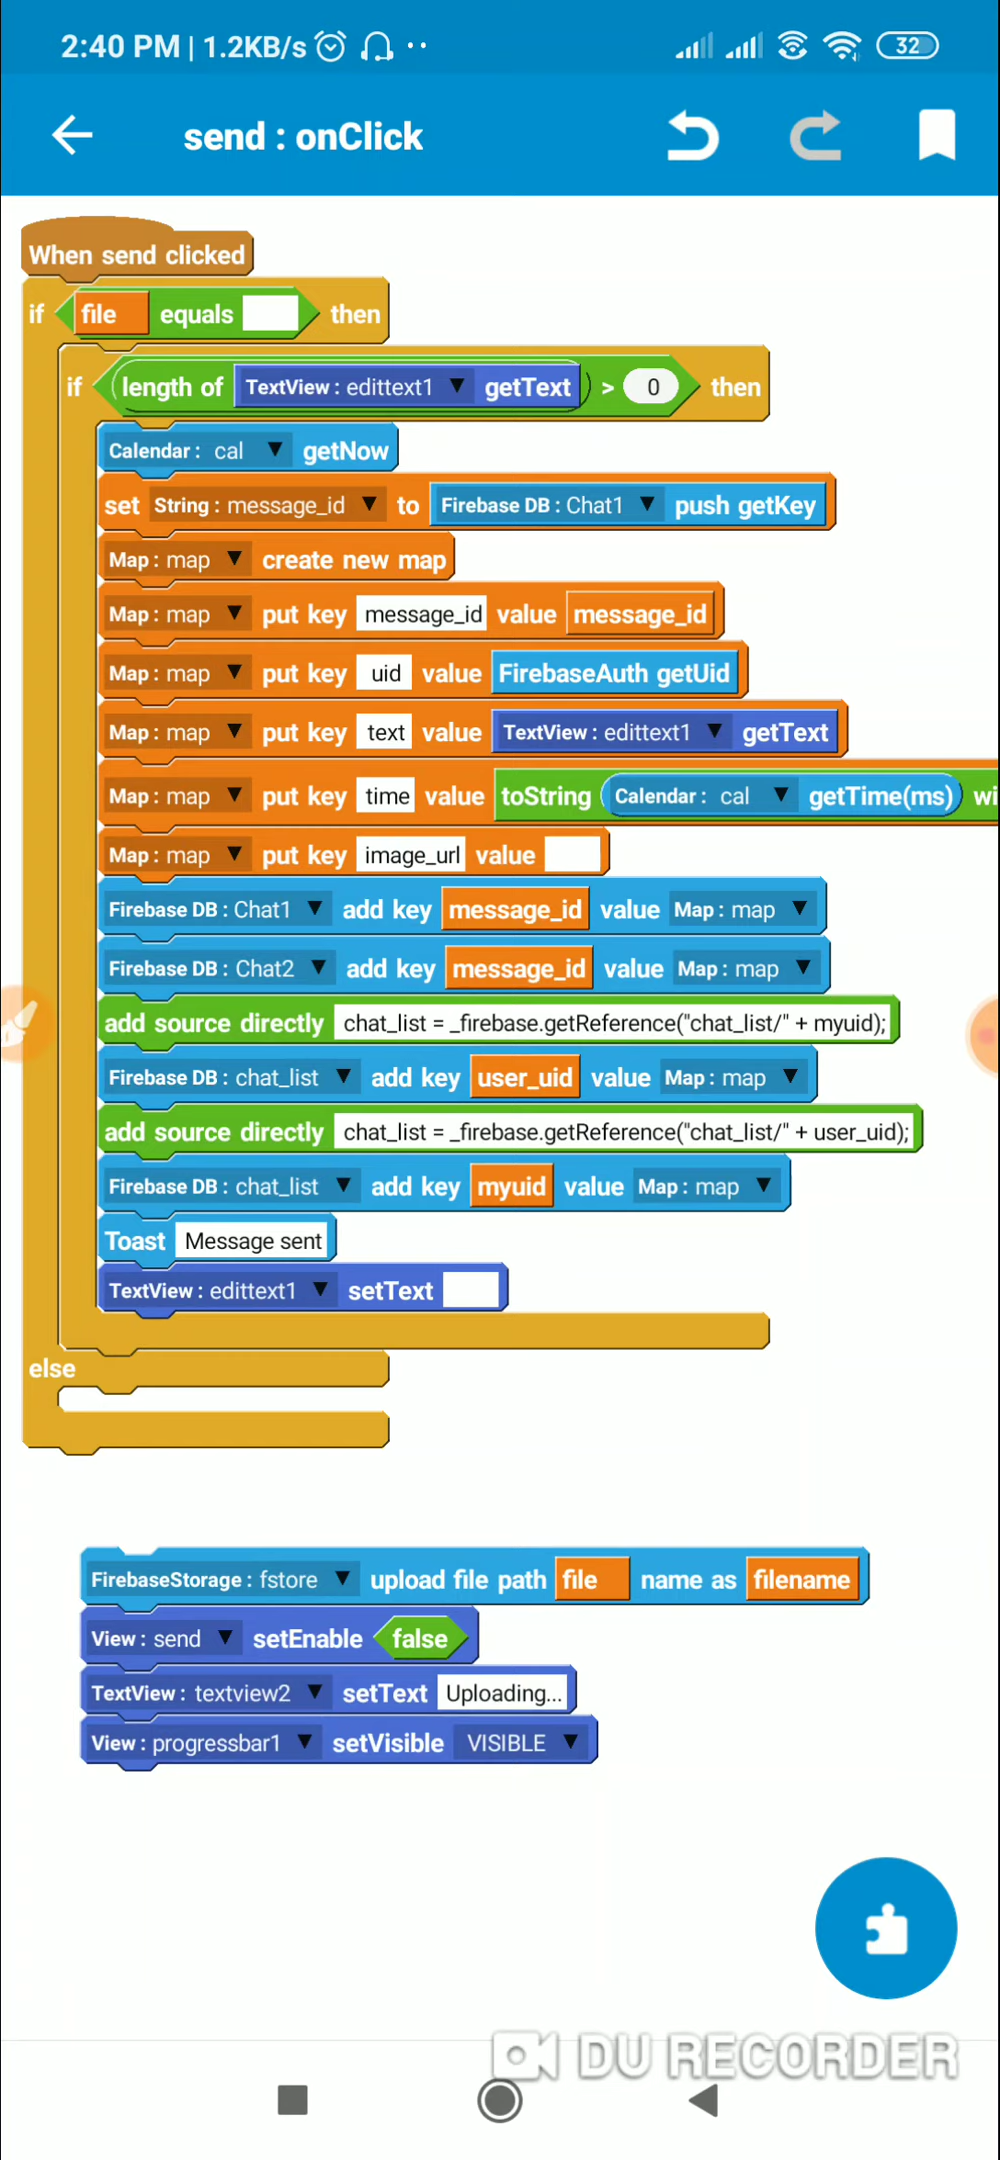 2:40 PM | 1.2KB/s 32
send : onClick
When send clicked
if file equals then
if length of TextView : edittext1 getText > 0 then
Calendar : cal getNow
set String : message_id to Firebase DB : Chat1 push getKey
Map : map create new map
Map : map put key message_id value message_id
Map : map put key uid value FirebaseAuth getUid
Map : map put key text value TextView : edittext1 getText
Map : map put key time value toString Calendar : cal getTime(ms) wi
Map : map put key image_url value
Firebase DB : Chat1 add key message_id value Map : map
Firebase DB : Chat2 add key message_id value Map : map
add source directly chat_list = _firebase.getReference("chat_list/" + myuid);
Firebase DB : chat_list add key user_uid value Map : map
add source directly chat_list = _firebase.getReference("chat_list/" + user_uid);
Firebase DB : chat_list add key myuid value Map : map
Toast Message sent
TextView : edittext1 setText
else
FirebaseStorage : fstore upload file path file name as filename
View : send setEnable false
TextView : textview2 setText Uploading...
View : progressbar1 setVisible VISIBLE
DU RECORDER